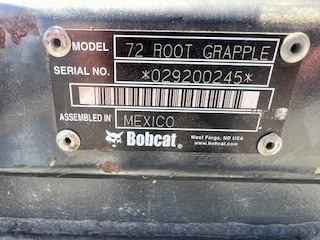 MODEL 72 ROOT GRAPPLE
SERIAL NO. *029200245*
ASSEMBLED IN MEXICO
Bobcat West Fargo, ND USA
www.bobcat.com